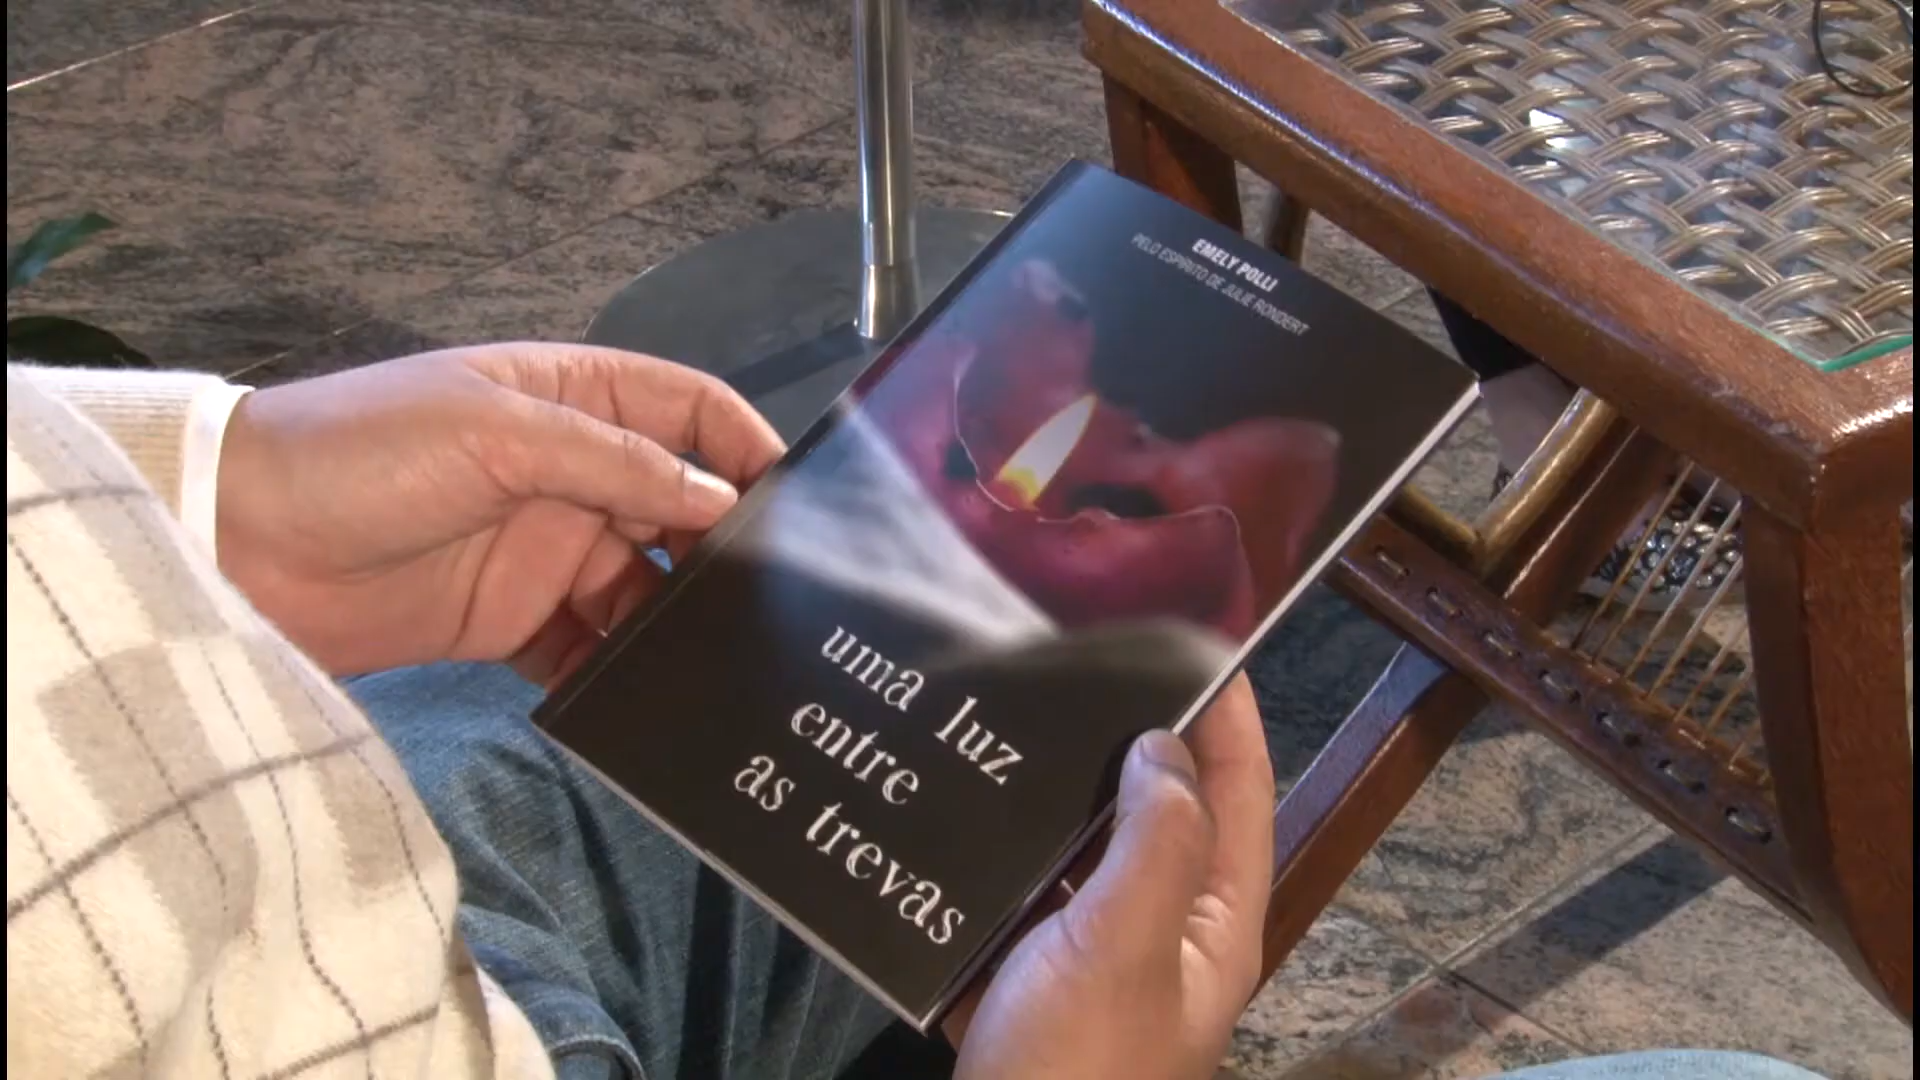 EMELY POLLI
PELO ESPÍRITO DE JULIE RONDERT
uma luz
entre
as trevas